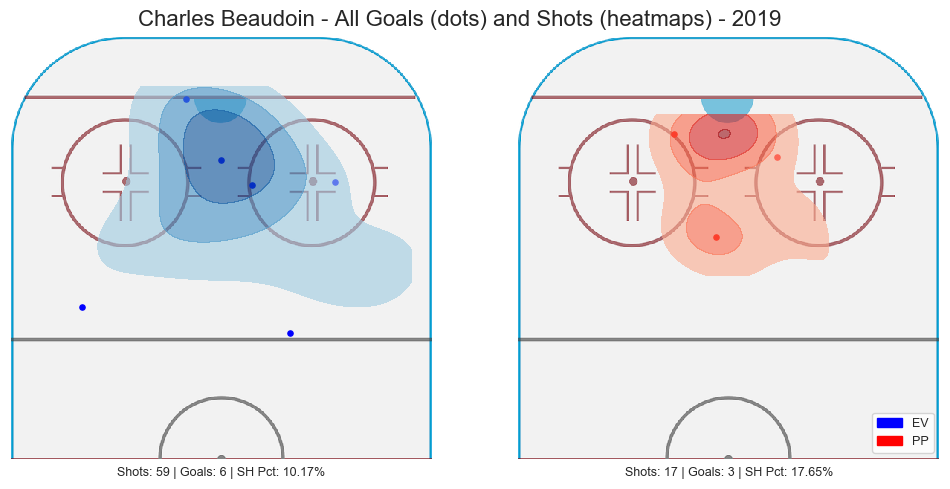 Charles Beaudoin - All Goals (dots) and Shots (heatmaps) - 2019
EV
PP
Shots: 59 | Goals: 6 | SH Pct: 10.17%
Shots: 17 | Goals: 3 | SH Pct: 17.65%